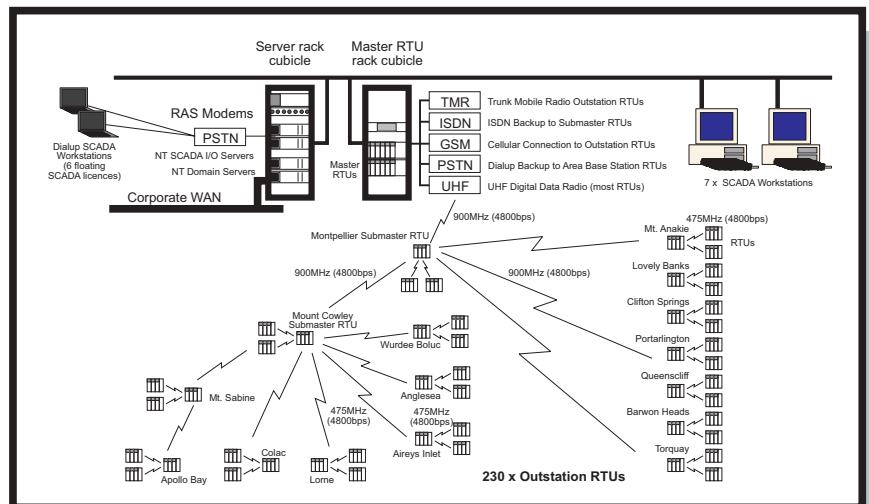 Server rack
cubicle
Master RTU
rack cubicle
RAS Modems
PSTN
Dialup SCADA
Workstations
(6 floating
SCADA licences)
NT SCADA I/O Servers
NT Domain Servers
Corporate WAN
Master
RTUs
TMR
Trunk Mobile Radio Outstation RTUs
ISDN
ISDN Backup to Submaster RTUs
GSM
Cellular Connection to Outstation RTUs
PSTN
Dialup Backup to Area Base Station RTUs
UHF
UHF Digital Data Radio (most RTUs)
7 x SCADA Workstations
900MHz (4800bps)
Montpellier Submaster RTU
Mt. Anakie
475MHz (4800bps)
RTUs
900MHz (4800bps)
900MHz (4800bps)
Lovely Banks
Clifton Springs
Mount Cowley
Submaster RTU
Wurdee Boluc
Portarlington
Queenscliff
Mt. Sabine
Anglesea
475MHz
(4800bps)
475MHz
(4800bps)
Barwon Heads
Aireys Inlet
Torquay
Apollo Bay
Colac
Lorne
230 x Outstation RTUs